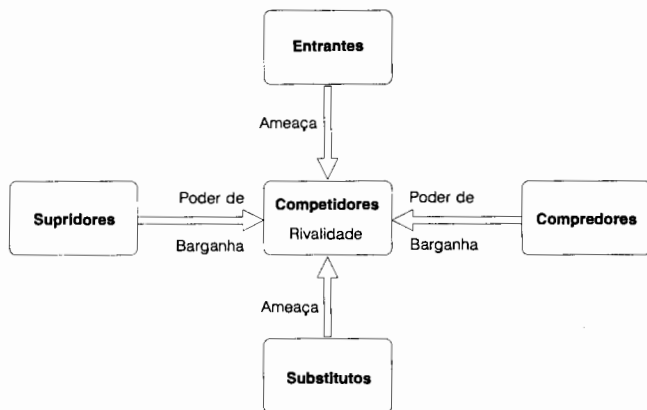 Entrantes
Ameaça
Supridores
Poder de
Barganha
Competidores
Rivalidade
Poder de
Barganha
Compredores
Ameaça
Substitutos